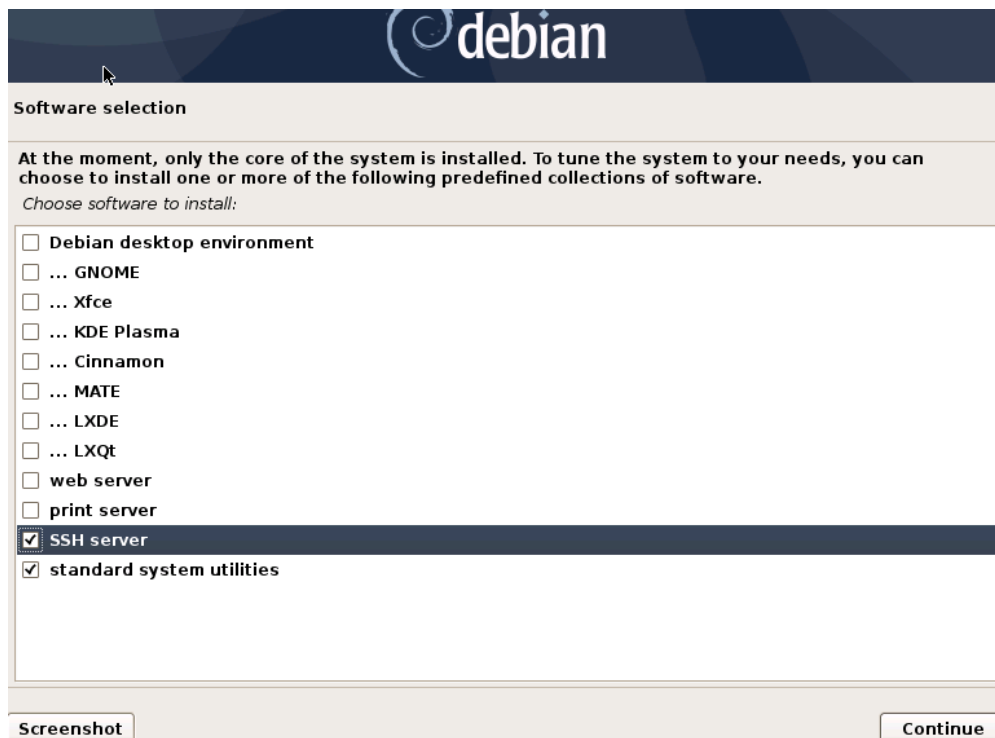 debian
Software selection
At the moment, only the core of the system is installed. To tune the system to your needs, you can
choose to install one or more of the following predefined collections of software.
Choose software to install:
Debian desktop environment
... GNOME
... Xfce
... KDE Plasma
... Cinnamon
... MATE
... LXDE
... LXQt
web server
print server
SSH server
standard system utilities
Screenshot
Continue